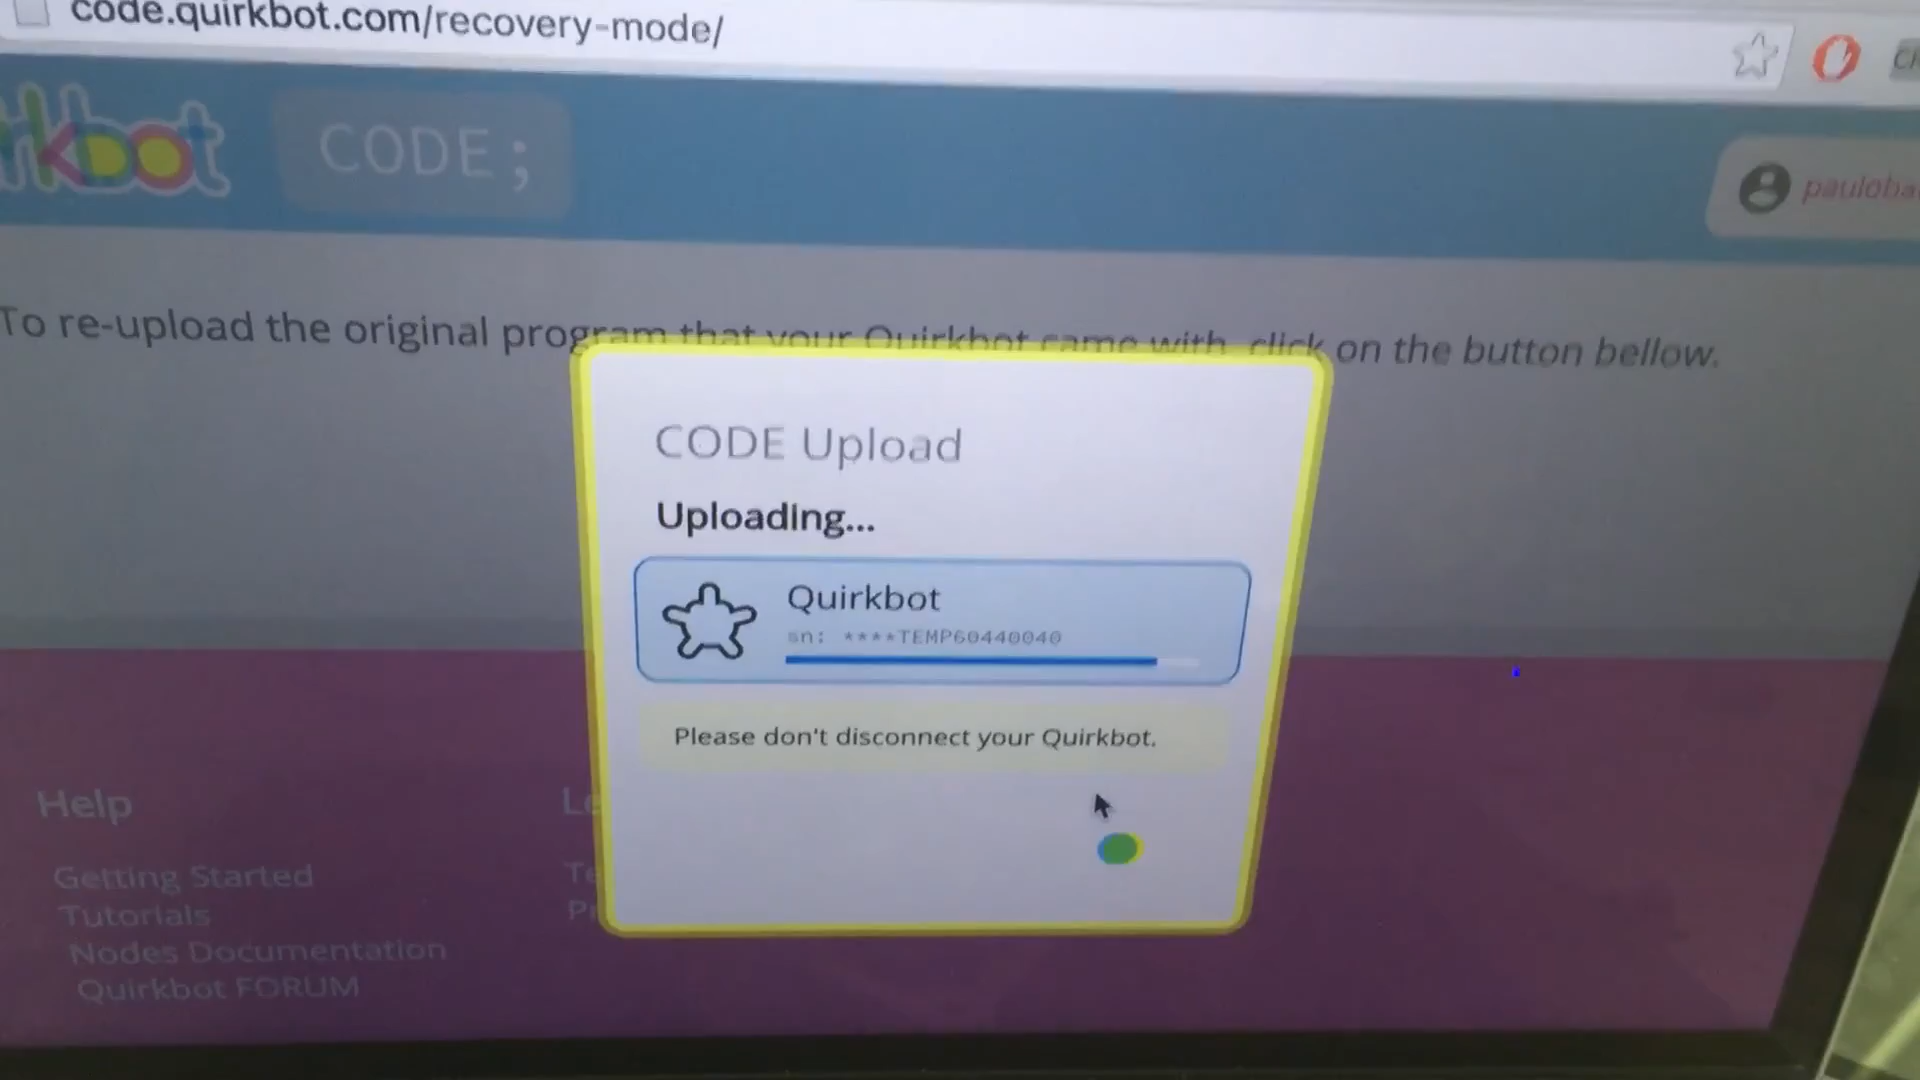 code.quirkbot.com/recovery-mode/
rkbot
CODE;
pauloba
To re-upload the original program that your Quirkbot came with, click on the button bellow.
CODE Upload
Uploading...
Quirkbot
sn: ****TEMP60440040
Please don't disconnect your Quirkbot.
Help
Getting Started
Tutorials
Nodes Documentation
Quirkbot FORUM